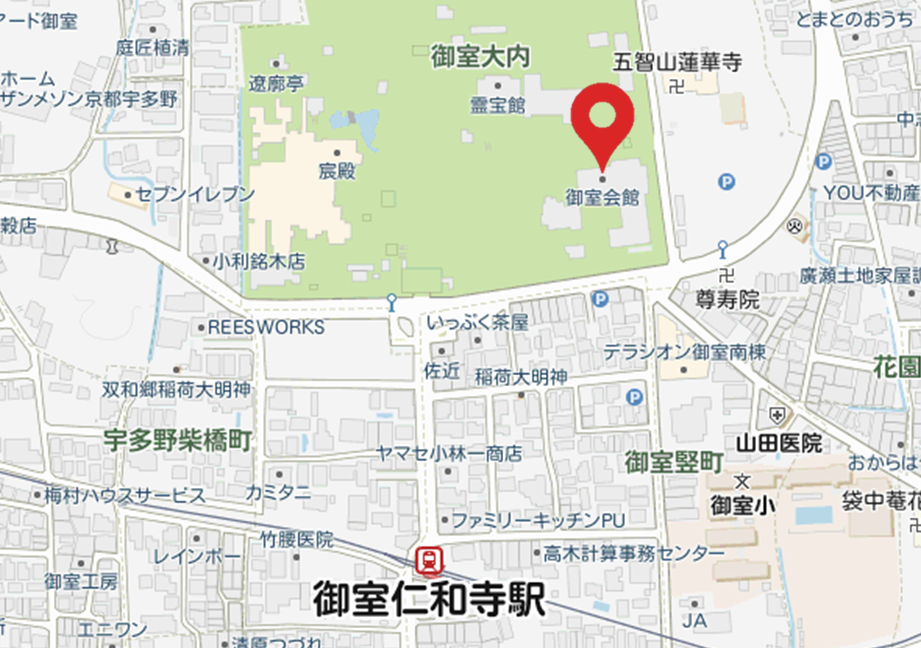 アード御室
庭匠植清
御室大内
とまとのおうち
五智山蓮華寺
ホーム
ザンメゾン京都宇多野
遼廓亭
霊宝館
宸殿
セブンイレブン
御室会館
P
P
YOU不動産
穀店
小利銘木店
尊寿院
廣瀬土地家屋調
REESWORKS
いっぷく茶屋
P
佐近
稲荷大明神
デラシオン御室南棟
花園
双和郷稲荷大明神
P
宇多野柴橋町
ヤマセ小林一商店
御室竪町
山田医院
おからは
梅村ハウスサービス
カミタニ
御室小
文
袋中菴花
ファミリーキッチンPU
竹腰医院
レインボー
高木計算事務センター
御室工房
御室仁和寺駅
エニワン
JA
清原つづれ